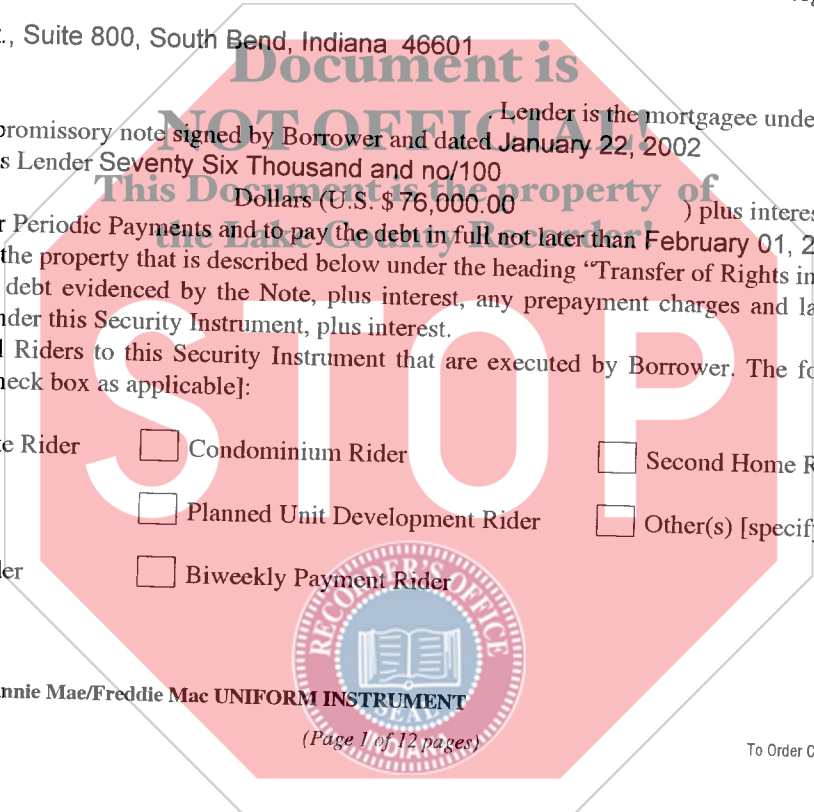 ., Suite 800, South Bend, Indiana 46601
Document is
. Lender is the mortgagee unde
NOT OFFICIAL!
promissory note signed by Borrower and dated January 22, 2002
s Lender Seventy Six Thousand and no/100
This Document is the property of
Dollars (U.S. $ 76,000.00 ) plus interes
the Lake County Recorder!
r Periodic Payments and to pay the debt in full not later than February 01, 2
the property that is described below under the heading “Transfer of Rights in
debt evidenced by the Note, plus interest, any prepayment charges and la
nder this Security Instrument, plus interest.
l Riders to this Security Instrument that are executed by Borrower. The fo
heck box as applicable]:
STOP
te Rider Condominium Rider Second Home R
Planned Unit Development Rider Other(s) [specify
ler Biweekly Payment Rider
RECORDER'S OFFICE
SEAL
INDIANA
nnie Mae/Freddie Mac UNIFORM INSTRUMENT
(Page 1 of 12 pages)
To Order C